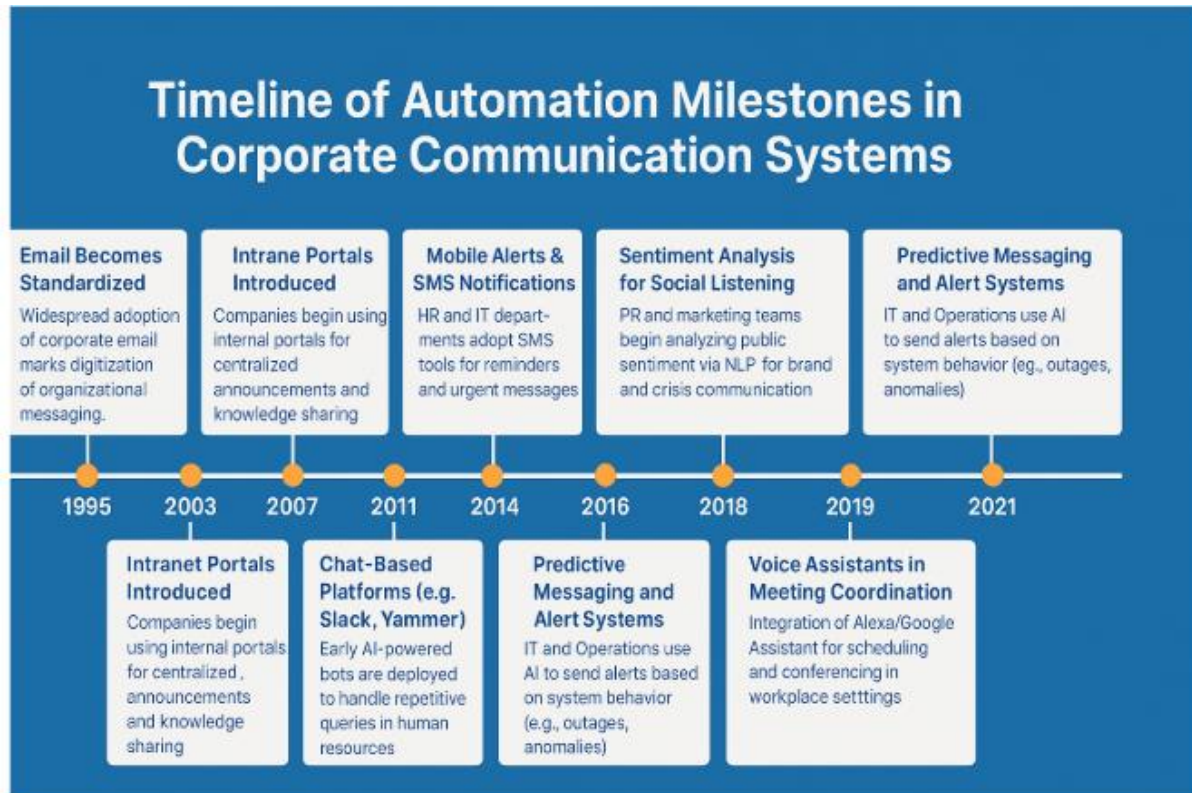 Timeline of Automation Milestones in
Corporate Communication Systems
Email Becomes
Standardized
Widespread adoption
of corporate email
marks digitization
of organizational
messaging.
Intrane Portals
Introduced
Companies begin using
internal portals for
centralized
announcements and
knowledge sharing
Mobile Alerts &
SMS Notifications
HR and IT depart-
ments adopt SMS
tools for reminders
and urgent messages
Sentiment Analysis
for Social Listening
PR and marketing teams
begin analyzing public
sentiment via NLP for brand
and crisis communication
Predictive Messaging
and Alert Systems
IT and Operations use AI
to send alerts based on
system behavior (eg., outages,
anomalies)
1995 2003 2007 2011 2014 2016 2018 2019 2021
Intranet Portals
Introduced
Companies begin
using internal portals
for centralized ,
announcements
and knowledge
sharing
Chat-Based
Platforms (e.g.
Slack, Yammer)
Early AI-powered
bots are deployed
to handle repetitive
queries in human
resources
Predictive
Messaging and
Alert Systems
IT and Operations use
AI to send alerts based
on system behavior
(e.g., outages,
anomalies)
Voice Assistants in
Meeting Coordination
Integration of Alexa/Google
Assistant for scheduling
and conferencing in
workplace setttings